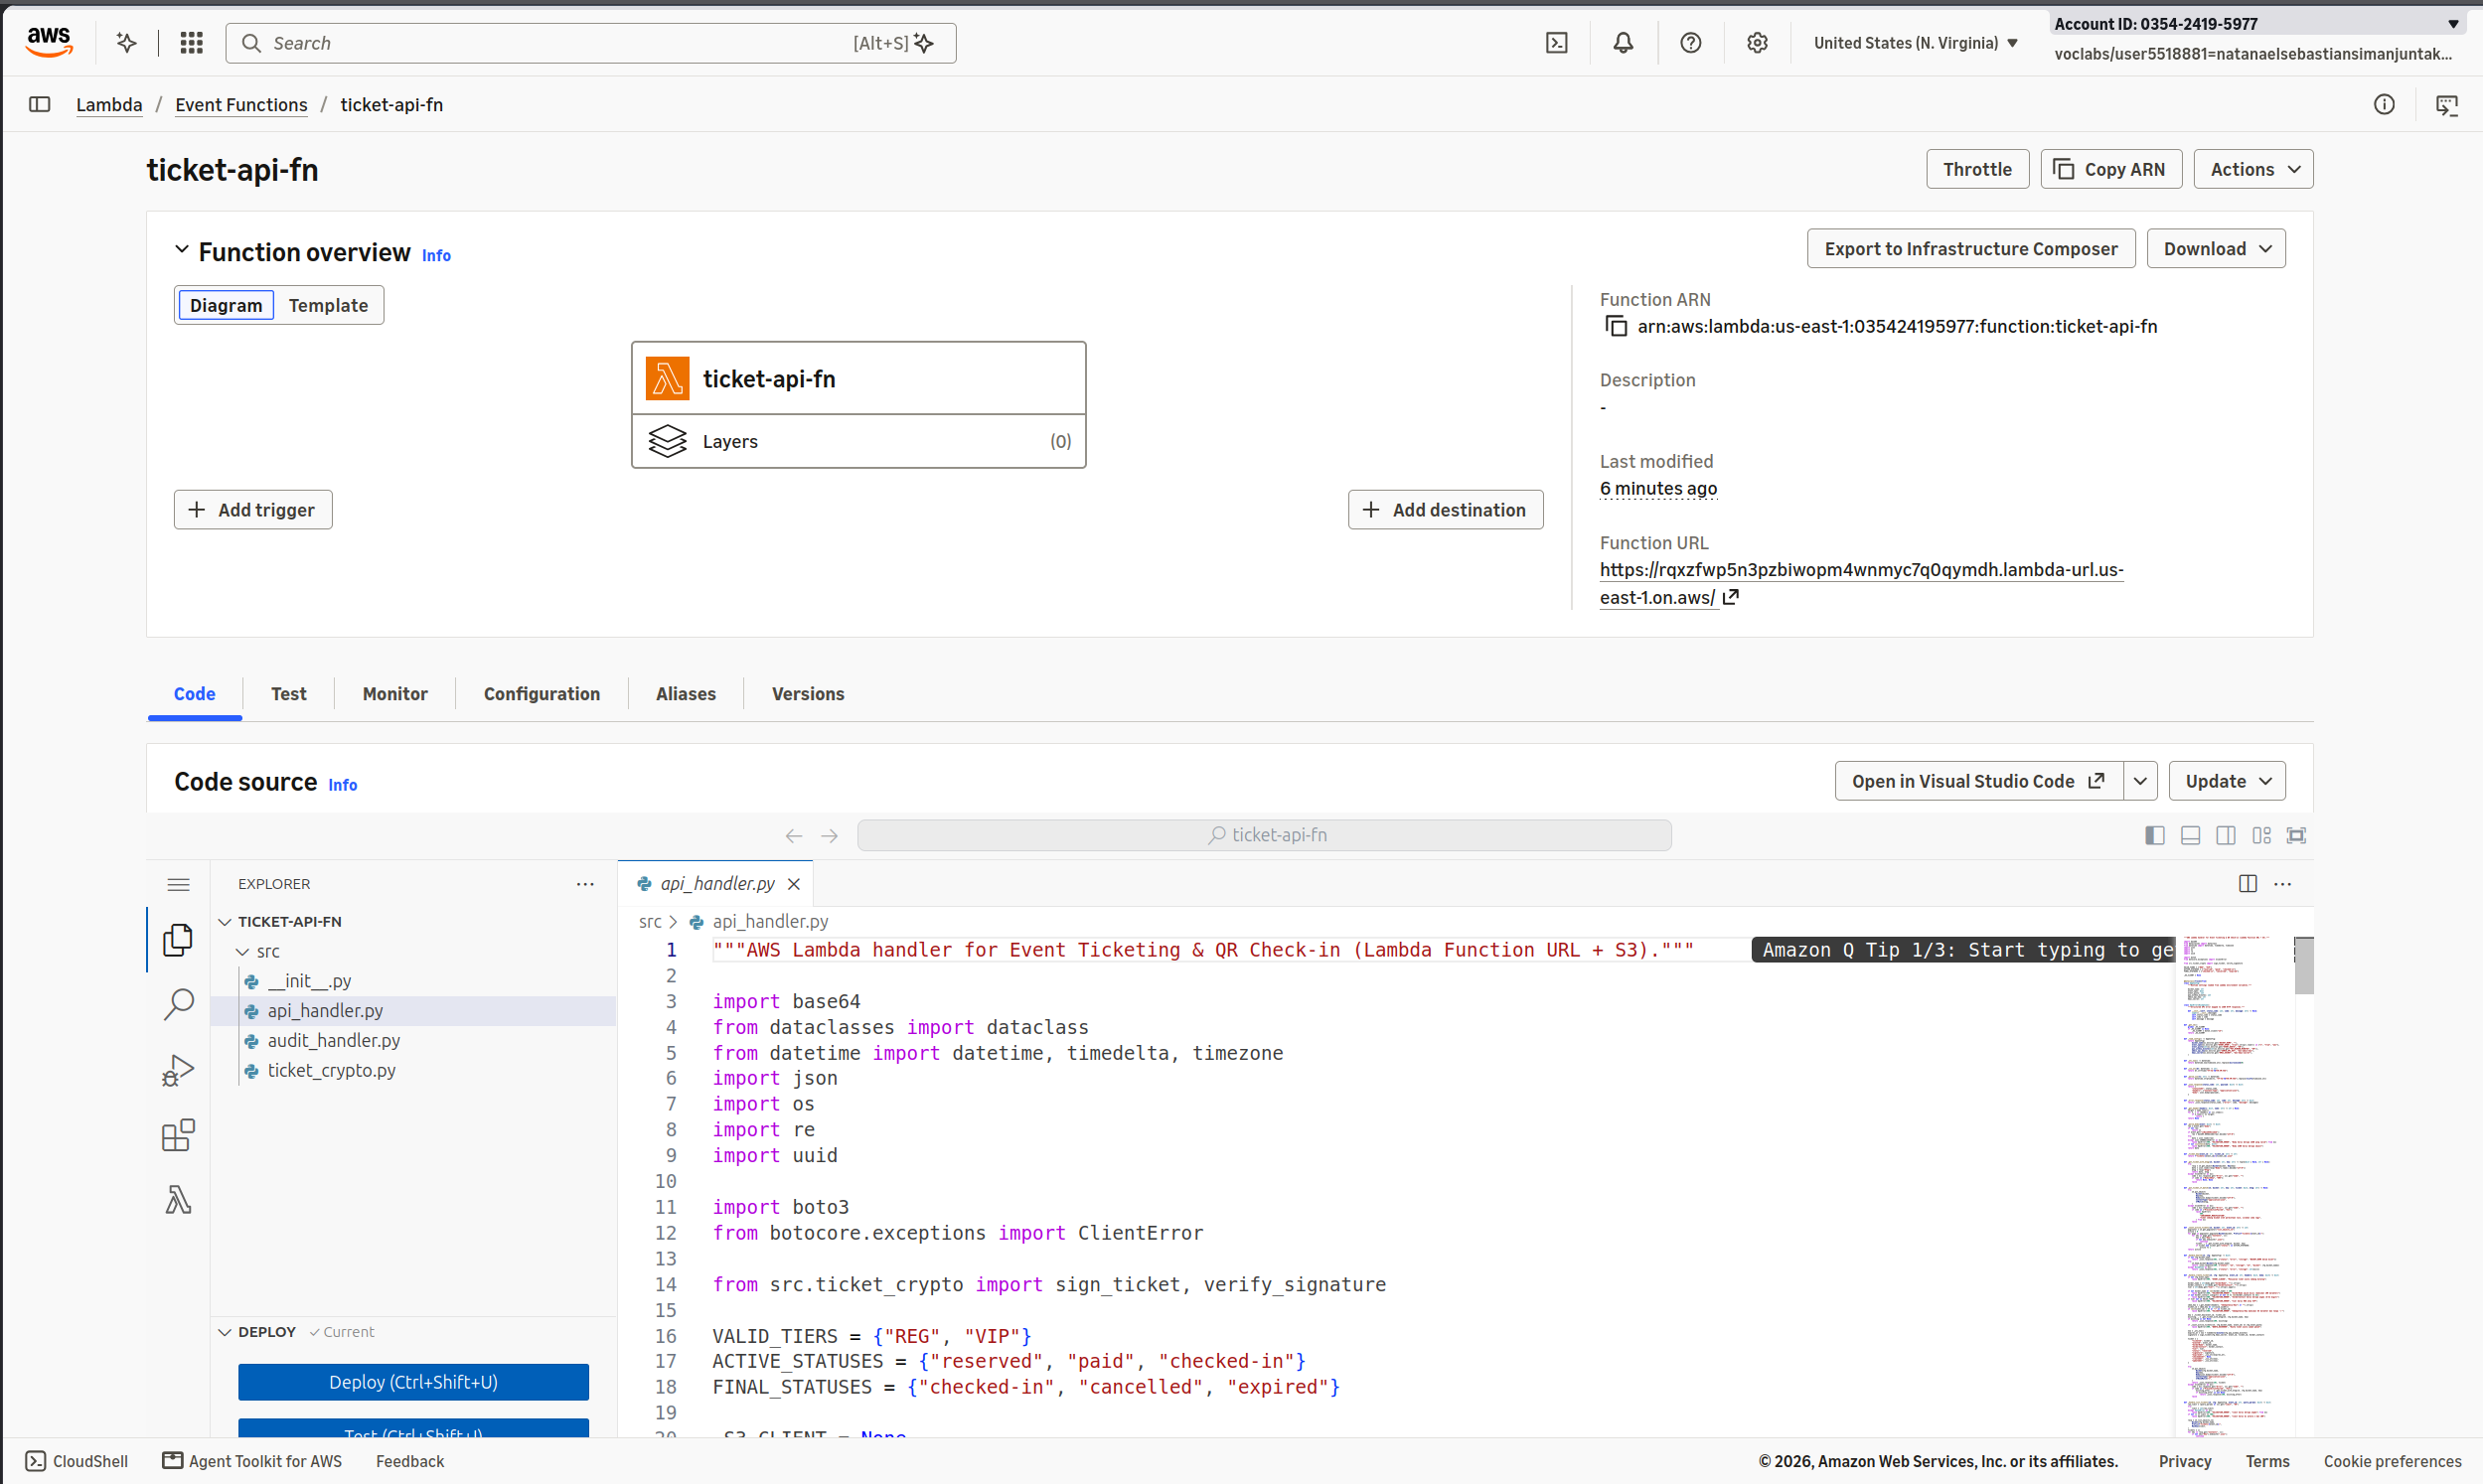 aws
Search
[Alt+S]
United States (N. Virginia)
Account ID: 0354-2419-5977
voclabs/user5518881=natanaelsebastiansimanjuntak...
Lambda / Event Functions / ticket-api-fn
ticket-api-fn
Throttle
Copy ARN
Actions
Function overview Info
Export to Infrastructure Composer
Download
Diagram
Template
ticket-api-fn
Layers
(0)
Add trigger
Add destination
Function ARN
arn:aws:lambda:us-east-1:035424195977:function:ticket-api-fn
Description
-
Last modified
6 minutes ago
Function URL
https://rqxzfwp5n3pzbiwopm4wnmyc7q0qymdh.lambda-url.us-
east-1.on.aws/
Code
Test
Monitor
Configuration
Aliases
Versions
Code source Info
Open in Visual Studio Code
Update
ticket-api-fn
EXPLORER
TICKET-API-FN
src
__init__.py
api_handler.py
audit_handler.py
ticket_crypto.py
DEPLOY Current
Deploy (Ctrl+Shift+U)
Test (Ctrl+Shift+I)
api_handler.py
src > api_handler.py
1 """AWS Lambda handler for Event Ticketing & QR Check-in (Lambda Function URL + S3)."""
Amazon Q Tip 1/3: Start typing to ge
2
3 import base64
4 from dataclasses import dataclass
5 from datetime import datetime, timedelta, timezone
6 import json
7 import os
8 import re
9 import uuid
10
11 import boto3
12 from botocore.exceptions import ClientError
13
14 from src.ticket_crypto import sign_ticket, verify_signature
15
16 VALID_TIERS = {"REG", "VIP"}
17 ACTIVE_STATUSES = {"reserved", "paid", "checked-in"}
18 FINAL_STATUSES = {"checked-in", "cancelled", "expired"}
19
20 _S3_CLIENT = None
CloudShell
Agent Toolkit for AWS
Feedback
© 2026, Amazon Web Services, Inc. or its affiliates.
Privacy
Terms
Cookie preferences